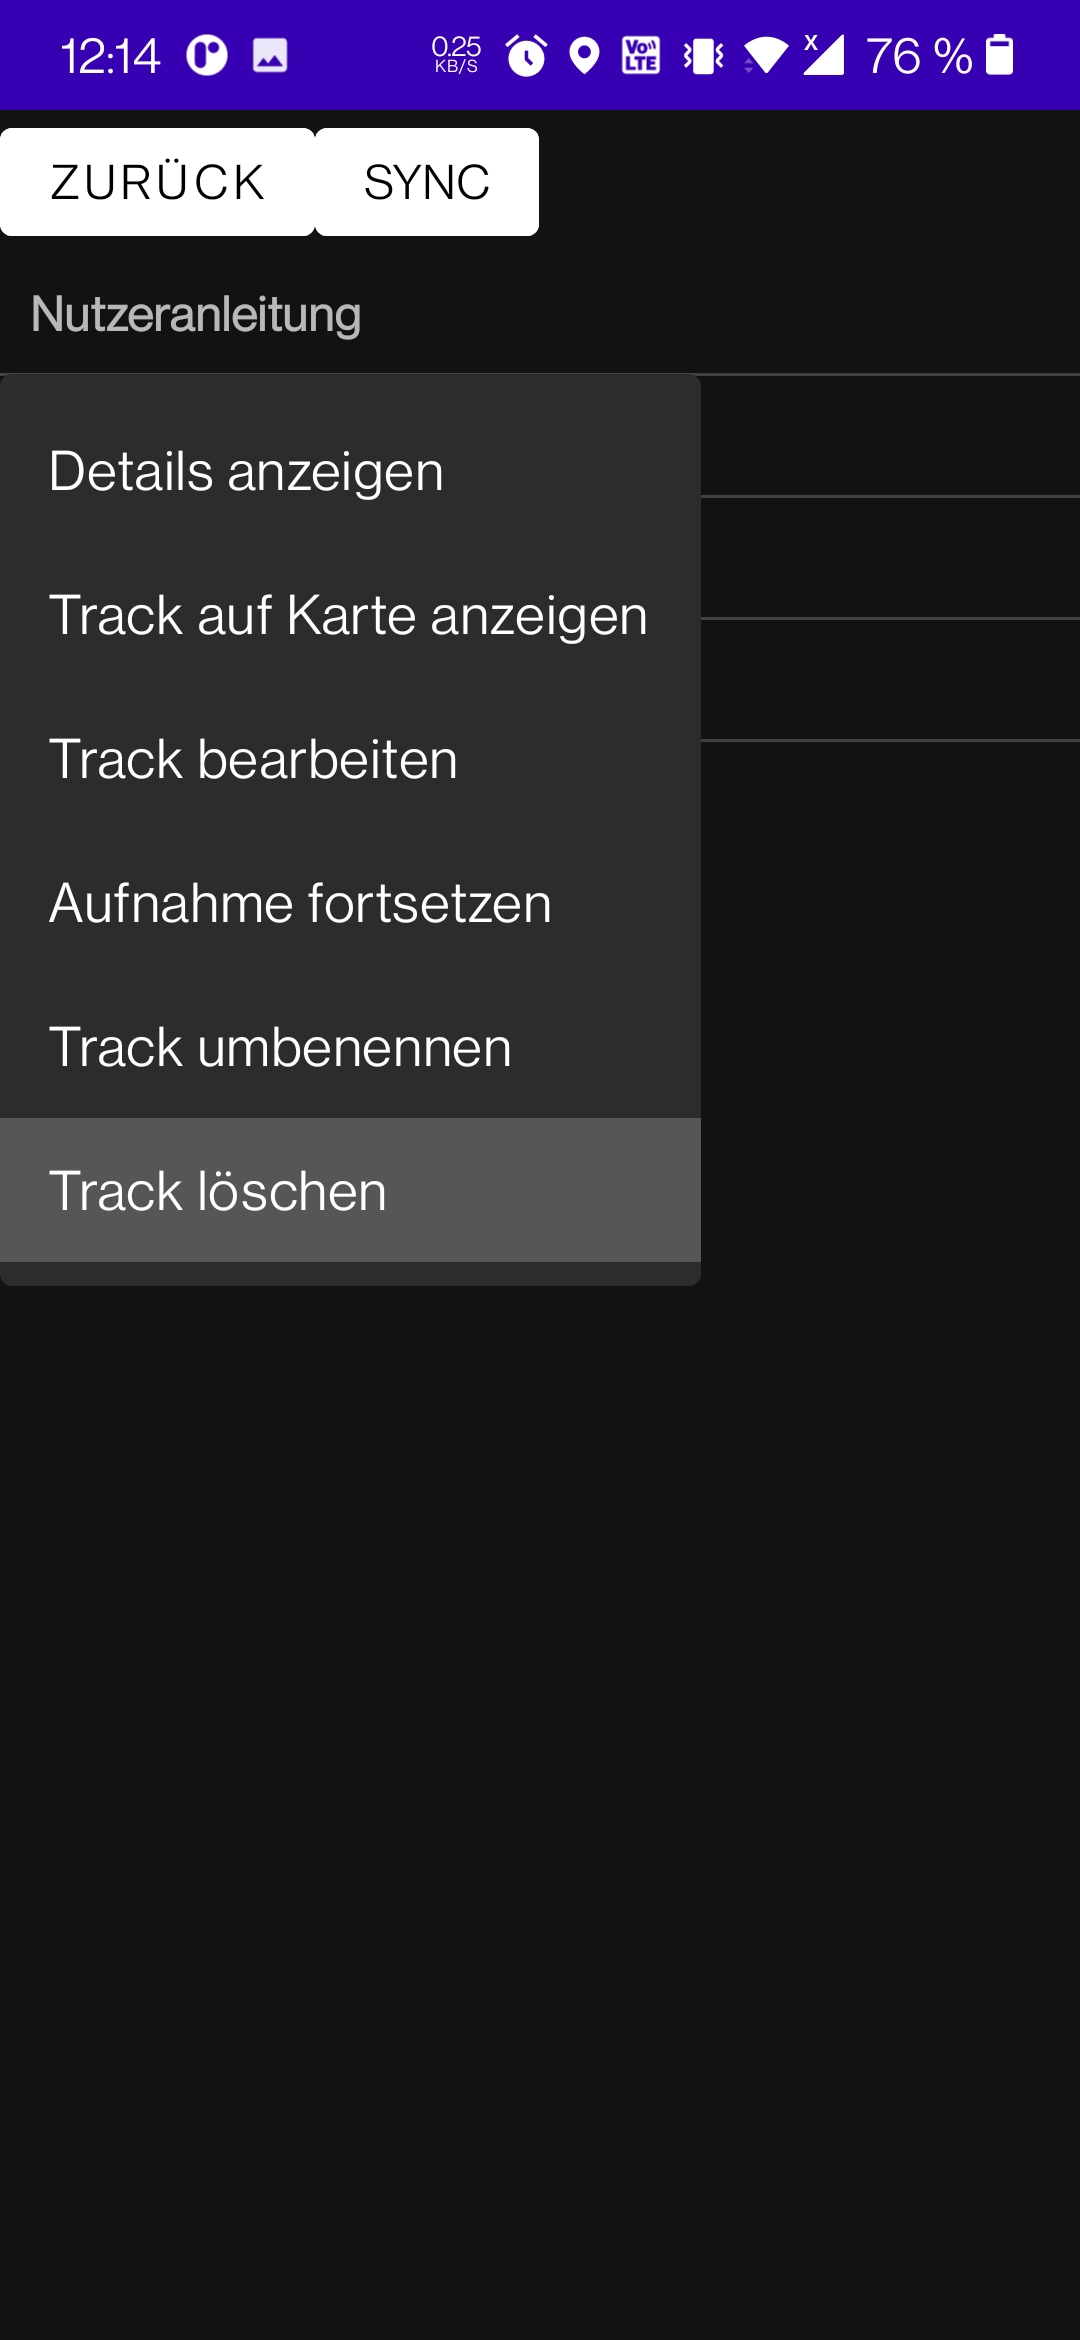 12:14 0.25 KB/S Vo LTE X 76 %
ZURÜCK SYNC
Nutzeranleitung
Details anzeigen
Track auf Karte anzeigen
Track bearbeiten
Aufnahme fortsetzen
Track umbenennen
Track löschen